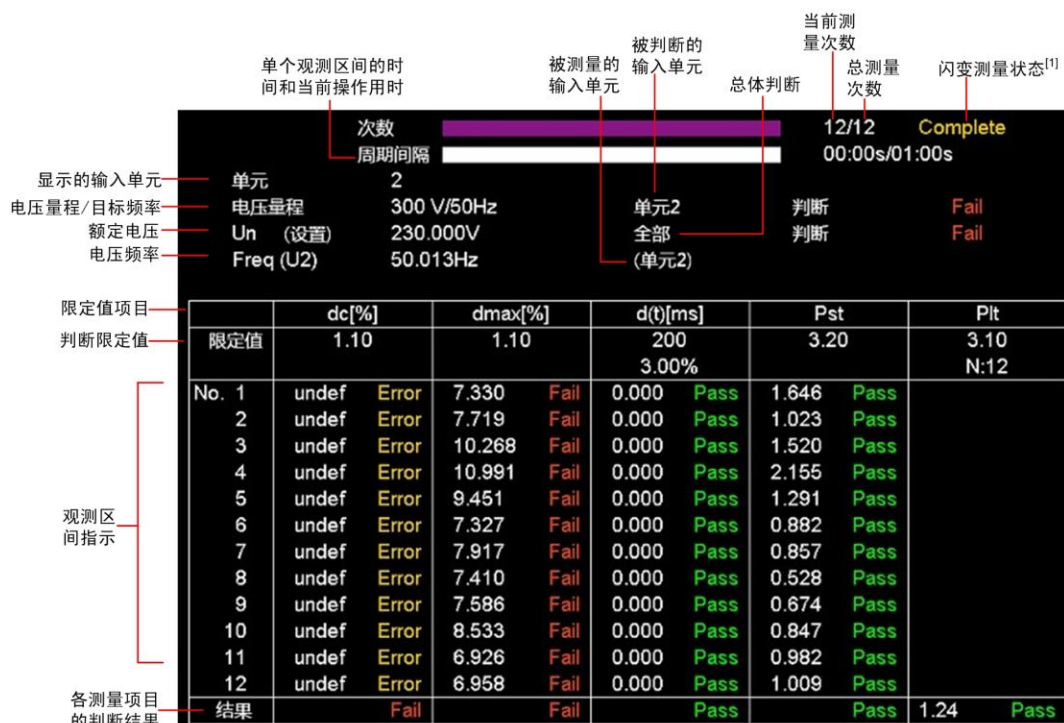 当前测
量次数
被判断的
输入单元
单个观测区间的时
间和当前操作用时
被测量的
输入单元
总体判断
总测量
次数
闪变测量状态[1]
次数 12/12 Complete
周期间隔 00:00s/01:00s
显示的输入单元 单元 2
电压量程/目标频率 电压量程 300 V/50Hz 单元2 判断 Fail
额定电压 Un (设置) 230.000V 全部 判断 Fail
电压频率 Freq (U2) 50.013Hz (单元2)
限定值项目 dc[%] dmax[%] d(t)[ms] Pst Plt
判断限定值 限定值 1.10 1.10 200 3.20 3.10
3.00% N:12
No. 1 undef Error 7.330 Fail 0.000 Pass 1.646 Pass
2 undef Error 7.719 Fail 0.000 Pass 1.023 Pass
3 undef Error 10.268 Fail 0.000 Pass 1.520 Pass
4 undef Error 10.991 Fail 0.000 Pass 2.155 Pass
5 undef Error 9.451 Fail 0.000 Pass 1.291 Pass
观测区
间指示
6 undef Error 7.327 Fail 0.000 Pass 0.882 Pass
7 undef Error 7.917 Fail 0.000 Pass 0.857 Pass
8 undef Error 7.410 Fail 0.000 Pass 0.528 Pass
9 undef Error 7.586 Fail 0.000 Pass 0.674 Pass
10 undef Error 8.533 Fail 0.000 Pass 0.847 Pass
11 undef Error 6.926 Fail 0.000 Pass 0.982 Pass
12 undef Error 6.958 Fail 0.000 Pass 1.009 Pass
各测量项目
的判断结果
结果 Fail Fail Pass Pass 1.24 Pass